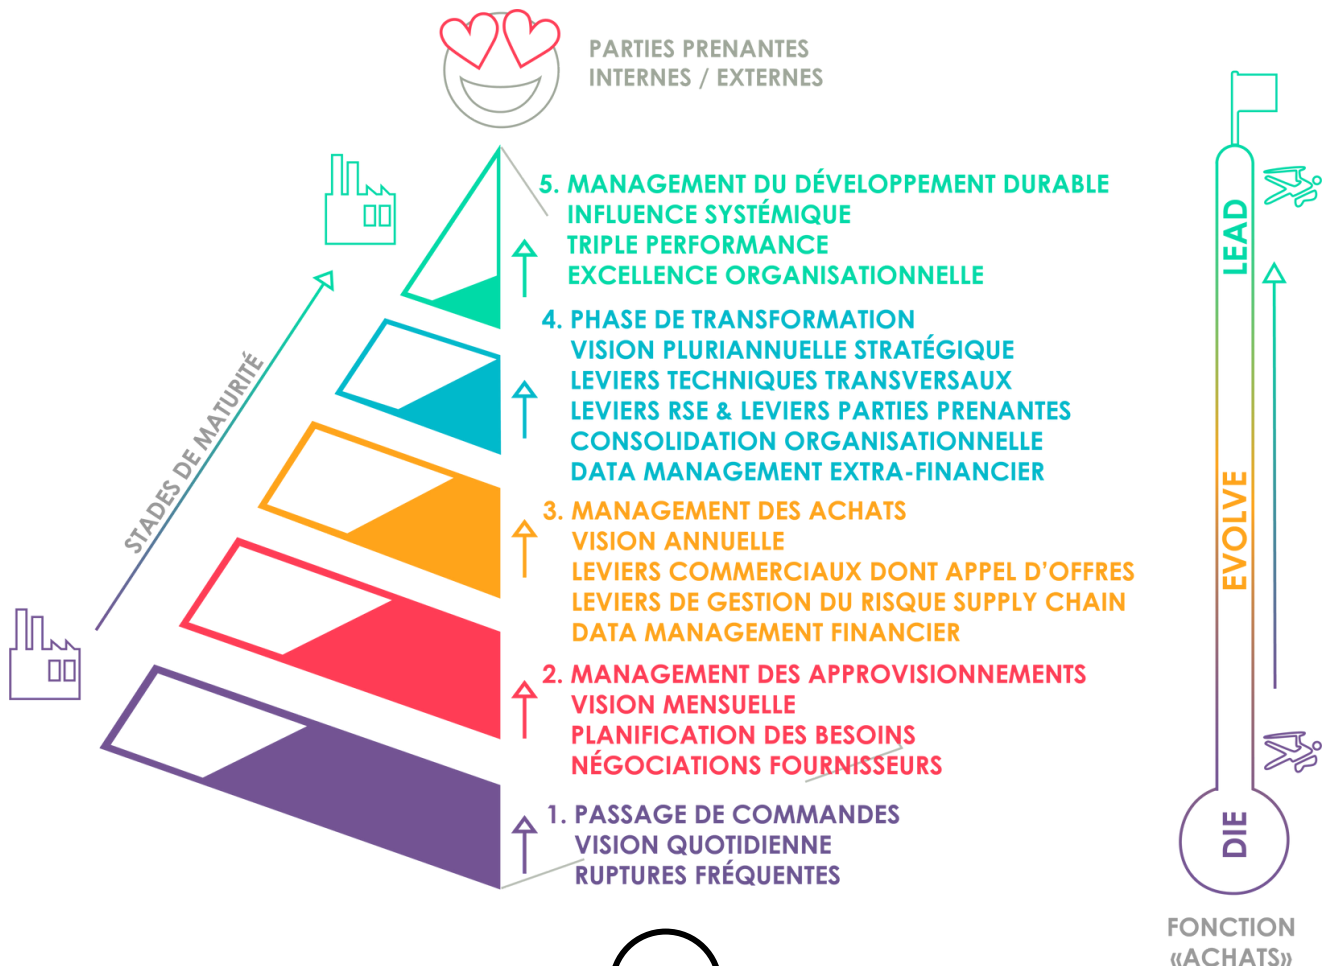 PARTIES PRENANTES
INTERNES / EXTERNES
5. MANAGEMENT DU DÉVELOPPEMENT DURABLE
INFLUENCE SYSTÉMIQUE
TRIPLE PERFORMANCE
EXCELLENCE ORGANISATIONNELLE
4. PHASE DE TRANSFORMATION
VISION PLURIANNUELLE STRATÉGIQUE
LEVIERS TECHNIQUES TRANSVERSAUX
LEVIERS RSE & LEVIERS PARTIES PRENANTES
CONSOLIDATION ORGANISATIONNELLE
DATA MANAGEMENT EXTRA-FINANCIER
3. MANAGEMENT DES ACHATS
VISION ANNUELLE
LEVIERS COMMERCIAUX DONT APPEL D’OFFRES
LEVIERS DE GESTION DU RISQUE SUPPLY CHAIN
DATA MANAGEMENT FINANCIER
2. MANAGEMENT DES APPROVISIONNEMENTS
VISION MENSUELLE
PLANIFICATION DES BESOINS
NÉGOCIATIONS FOURNISSEURS
1. PASSAGE DE COMMANDES
VISION QUOTIDIENNE
RUPTURES FRÉQUENTES
STADES DE MATURITÉ
LEAD
EVOLVE
DIE
FONCTION
«ACHATS»